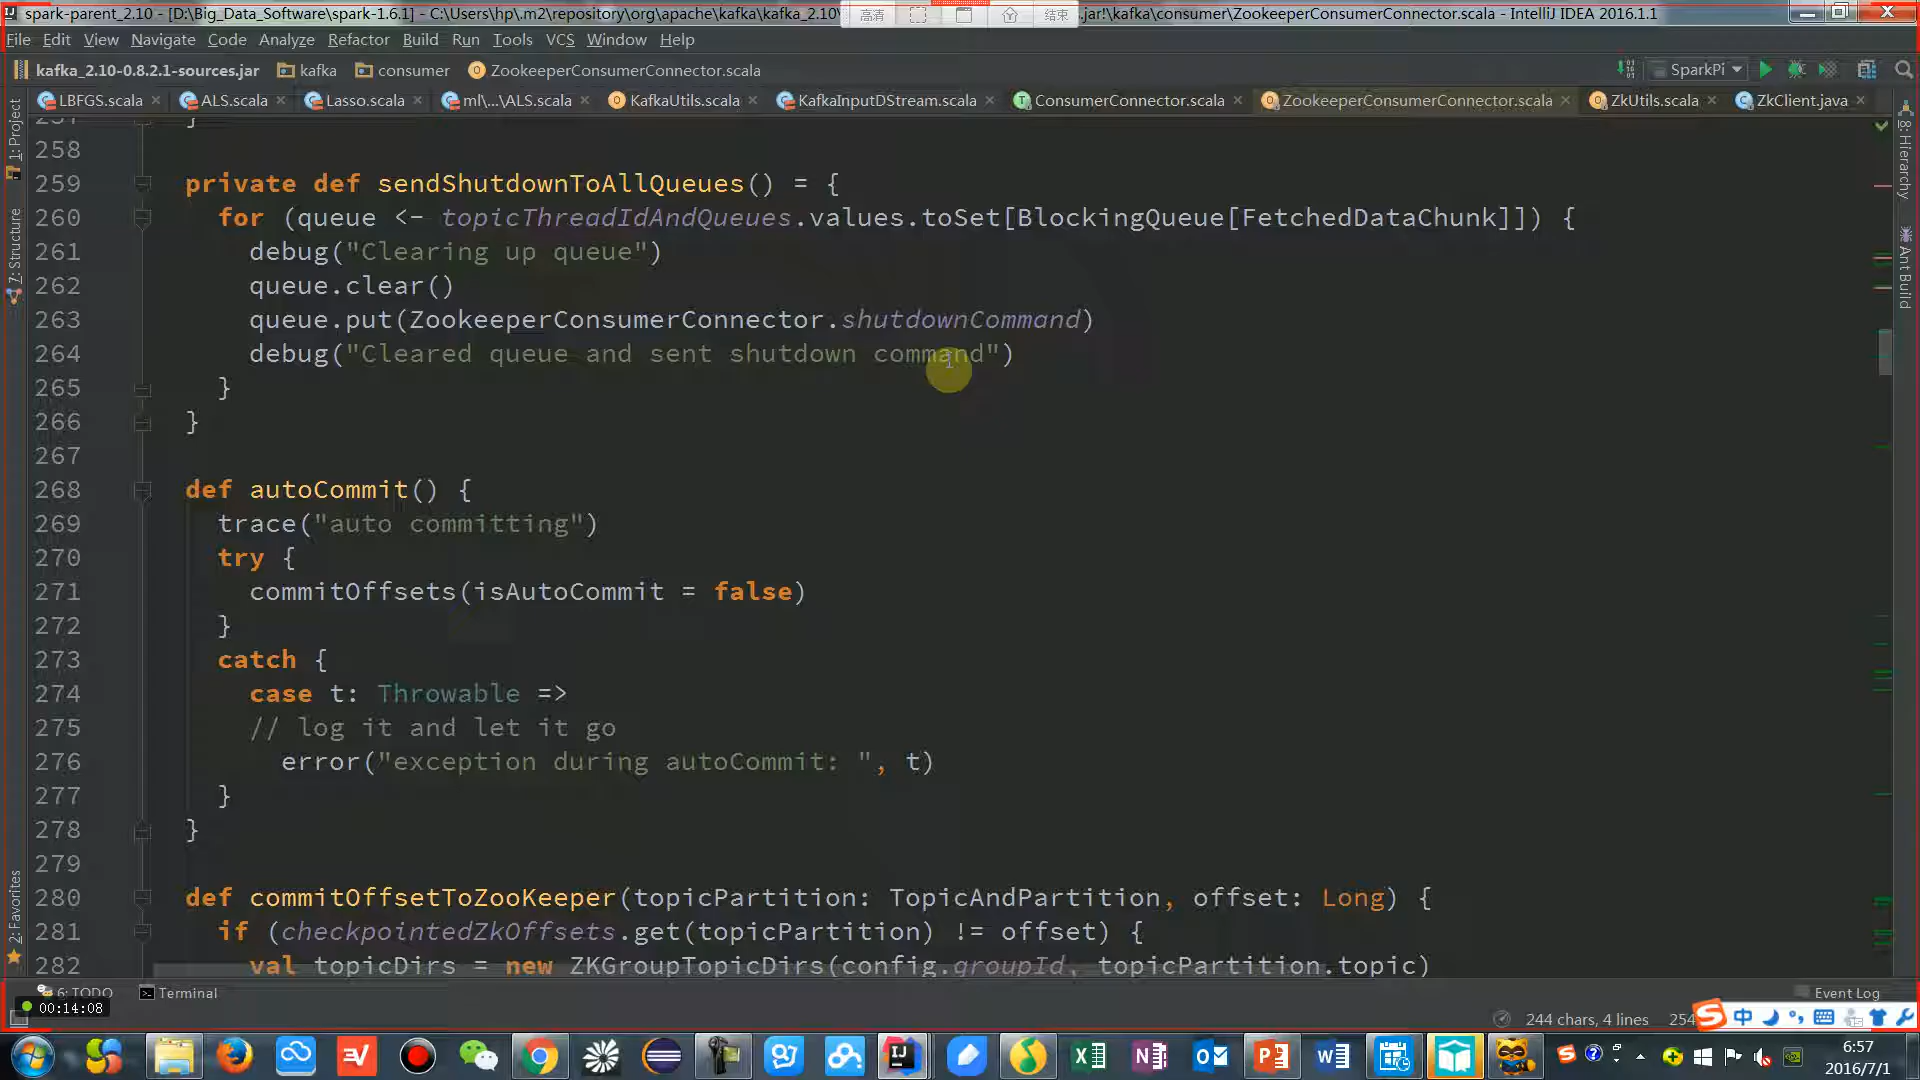 spark-parent_2.10 - [D:\Big_Data_Software\spark-1.6.1] - C:\Users\hp\.m2\repository\org\apache\kafka\kafka_2.10\
高清
结束
.jar!\kafka\consumer\ZookeeperConsumerConnector.scala - IntelliJ IDEA 2016.1.1
File Edit View Navigate Code Analyze Refactor Build Run Tools VCS Window Help
kafka_2.10-0.8.2.1-sources.jar kafka consumer ZookeeperConsumerConnector.scala
SparkPi
LBFGS.scala ALS.scala Lasso.scala ml\...\ALS.scala KafkaUtils.scala KafkaInputDStream.scala ConsumerConnector.scala ZookeeperConsumerConnector.scala ZkUtils.scala ZkClient.java
1: Project
7: Structure
2: Favorites
8: Hierarchy
Ant Build
257 }
258
259 private def sendShutdownToAllQueues() = {
260 for (queue <- topicThreadIdAndQueues.values.toSet[BlockingQueue[FetchedDataChunk]]) {
261 debug("Clearing up queue")
262 queue.clear()
263 queue.put(ZookeeperConsumerConnector.shutdownCommand)
264 debug("Cleared queue and sent shutdown command")
265 }
266 }
267
268 def autoCommit() {
269 trace("auto committing")
270 try {
271 commitOffsets(isAutoCommit = false)
272 }
273 catch {
274 case t: Throwable =>
275 // log it and let it go
276 error("exception during autoCommit: ", t)
277 }
278 }
279
280 def commitOffsetToZooKeeper(topicPartition: TopicAndPartition, offset: Long) {
281 if (checkpointedZkOffsets.get(topicPartition) != offset) {
282 val topicDirs = new ZKGroupTopicDirs(config.groupId, topicPartition.topic)
6: TODO Terminal
Event Log
00:14:08
244 chars, 4 lines 254
中
6:57
2016/7/1